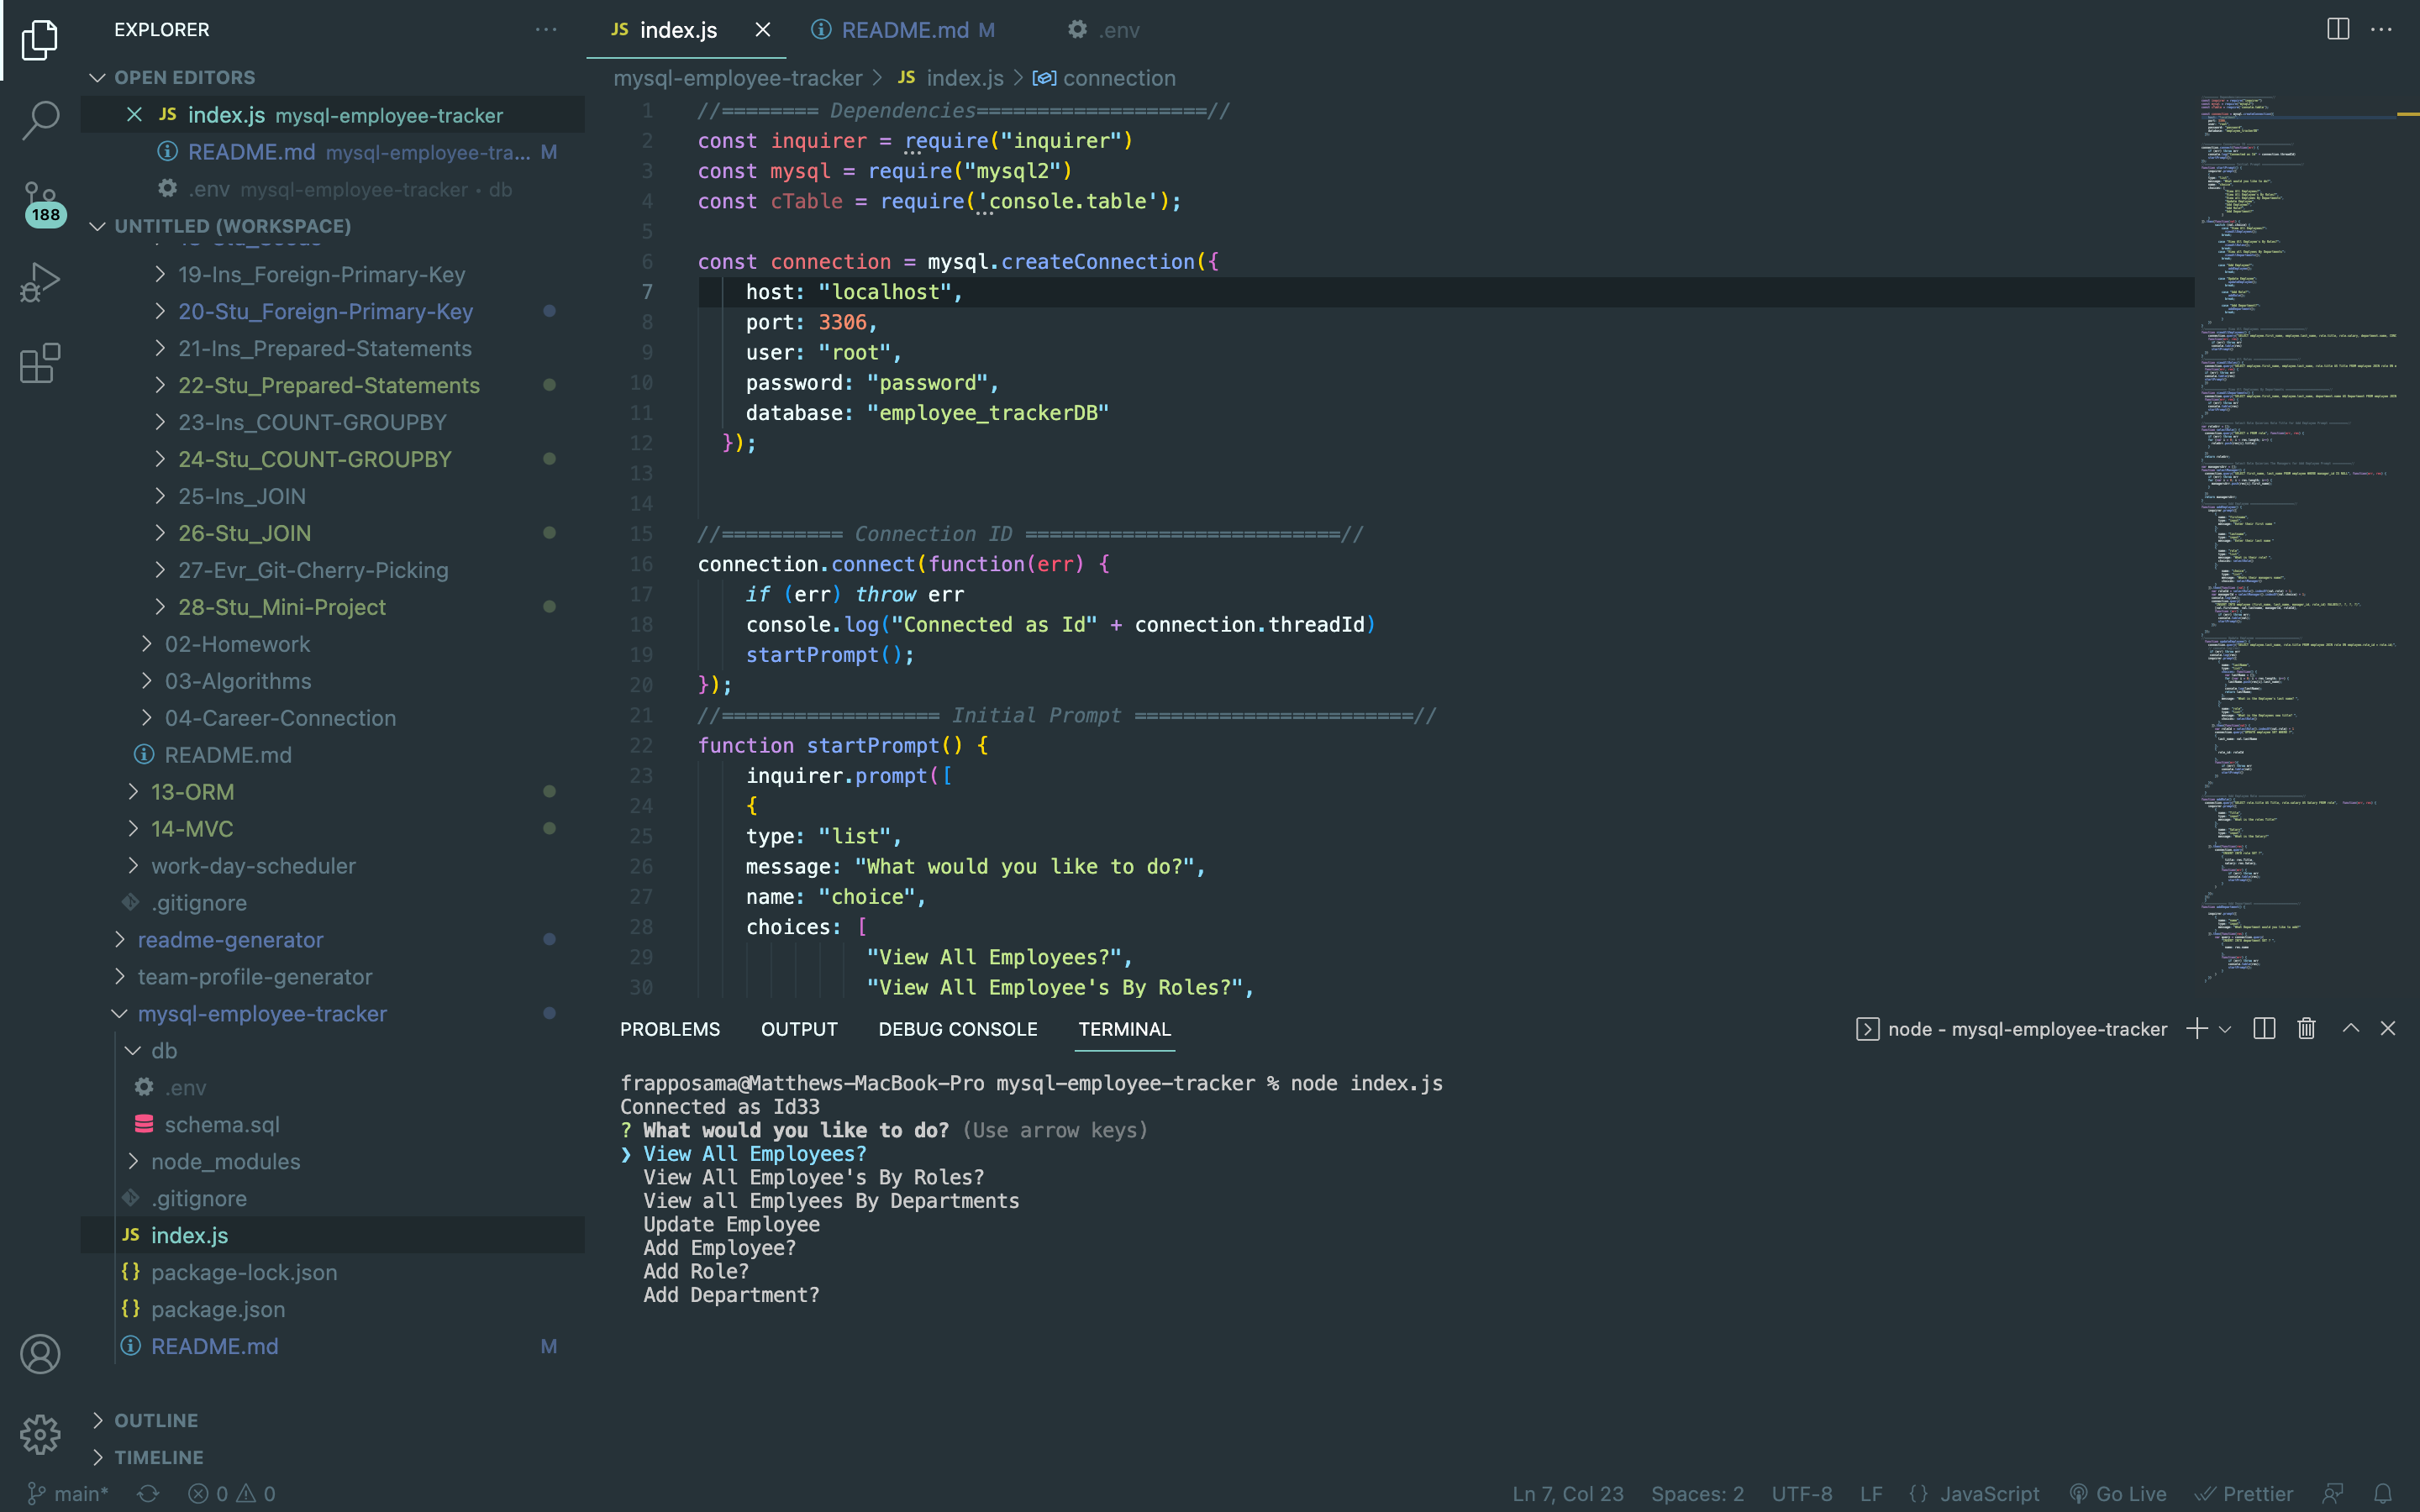 EXPLORER
OPEN EDITORS
JS index.js mysql-employee-tracker
README.md mysql-employee-tra... M
.env mysql-employee-tracker • db
188
UNTITLED (WORKSPACE)
19-Ins_Foreign-Primary-Key
20-Stu_Foreign-Primary-Key
21-Ins_Prepared-Statements
22-Stu_Prepared-Statements
23-Ins_COUNT-GROUPBY
24-Stu_COUNT-GROUPBY
25-Ins_JOIN
26-Stu_JOIN
27-Evr_Git-Cherry-Picking
28-Stu_Mini-Project
02-Homework
03-Algorithms
04-Career-Connection
README.md
13-ORM
14-MVC
work-day-scheduler
.gitignore
readme-generator
team-profile-generator
mysql-employee-tracker
db
.env
schema.sql
node_modules
.gitignore
JS index.js
{} package-lock.json
{} package.json
README.md M
OUTLINE
TIMELINE
JS index.js
README.md M
.env
mysql-employee-tracker > JS index.js > connection
1 //======== Dependencies===================//
2 const inquirer = require("inquirer")
3 const mysql = require("mysql2")
4 const cTable = require('console.table');
5
6 const connection = mysql.createConnection({
7 host: "localhost",
8 port: 3306,
9 user: "root",
10 password: "password",
11 database: "employee_trackerDB"
12 });
13
14
15 //========== Connection ID ==========================//
16 connection.connect(function(err) {
17 if (err) throw err
18 console.log("Connected as Id" + connection.threadId)
19 startPrompt();
20 });
21 //================== Initial Prompt =======================//
22 function startPrompt() {
23 inquirer.prompt([
24 {
25 type: "list",
26 message: "What would you like to do?",
27 name: "choice",
28 choices: [
29 "View All Employees?",
30 "View All Employee's By Roles?",
PROBLEMS OUTPUT DEBUG CONSOLE TERMINAL
node - mysql-employee-tracker
frapposama@Matthews-MacBook-Pro mysql-employee-tracker % node index.js
Connected as Id33
? What would you like to do? (Use arrow keys)
❯ View All Employees?
View All Employee's By Roles?
View all Emplyees By Departments
Update Employee
Add Employee?
Add Role?
Add Department?
main* 0 0
Ln 7, Col 23 Spaces: 2 UTF-8 LF {} JavaScript Go Live Prettier